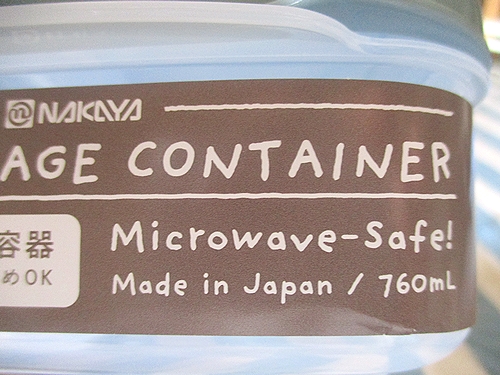 NAKAYA
AGE CONTAINER
容器
めOK
Microwave-Safe!
Made in Japan / 760mL